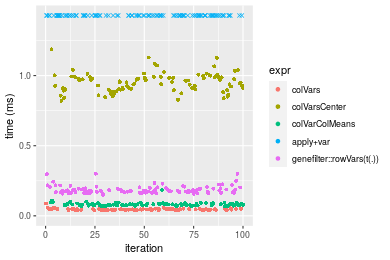 time (ms)
1.0
0.5
0.0
0
25
50
75
100
iteration
expr
colVars
colVarsCenter
colVarColMeans
apply+var
genefilter::rowVars(t(.))